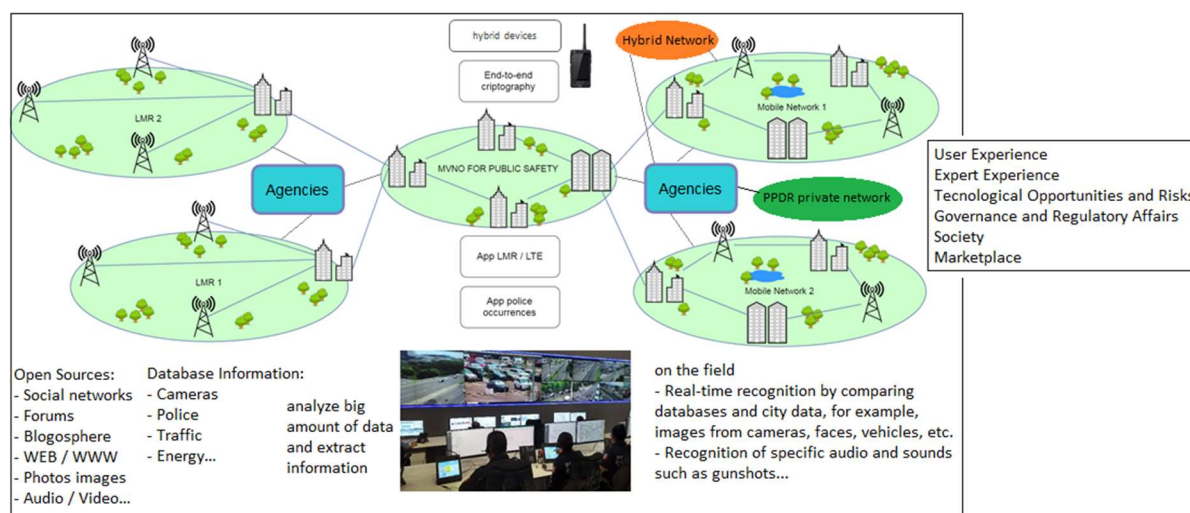 hybrid devices
End-to-end
criptography
Hybrid Network
LMR 2
Mobile Network 1
MVNO FOR PUBLIC SAFETY
Agencies
Agencies
PPDR private network
User Experience
Expert Experience
Tecnological Opportunities and Risks
Governance and Regulatory Affairs
Society
Marketplace
App LMR / LTE
App police
occurrences
LMR 1
Mobile Network 2
Open Sources:
- Social networks
- Forums
- Blogosphere
- WEB / WWW
- Photos images
- Audio / Video...
Database Information:
- Cameras
- Police
- Traffic
- Energy...
analyze big
amount of data
and extract
information
on the field
- Real-time recognition by comparing
databases and city data, for example,
images from cameras, faces, vehicles, etc.
- Recognition of specific audio and sounds
such as gunshots...